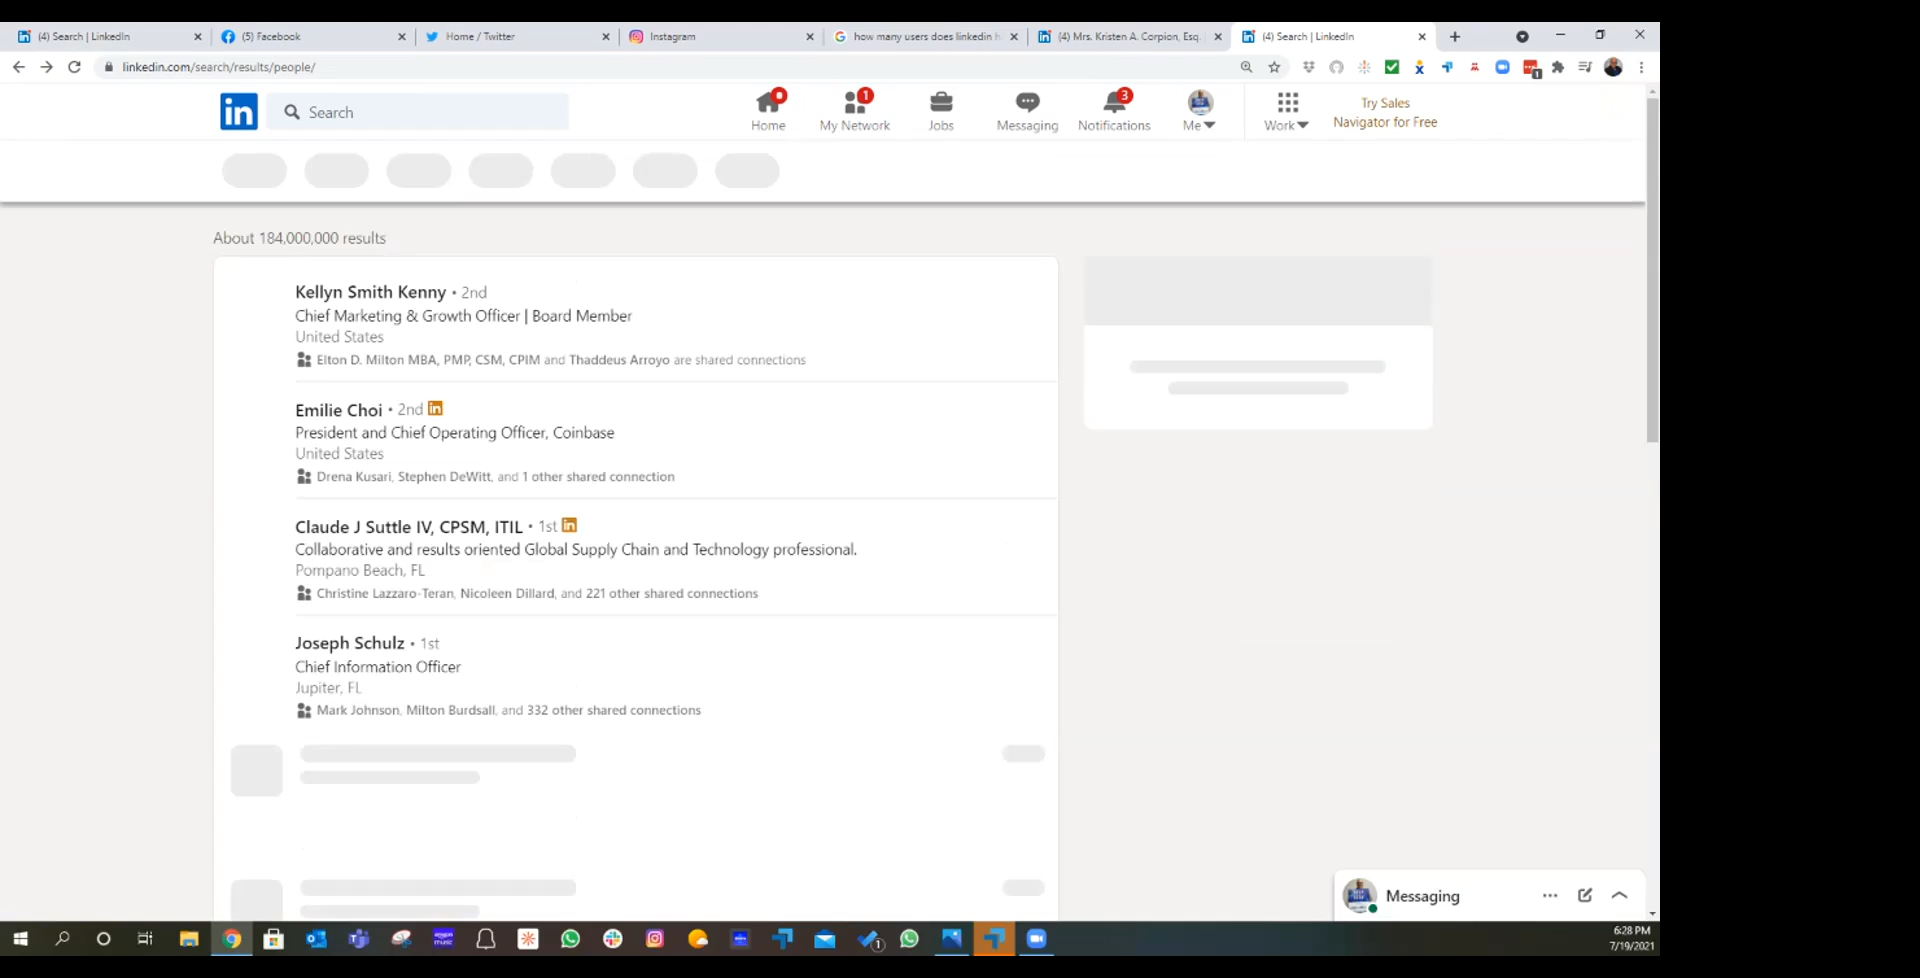 (4) Search | LinkedIn
(5) Facebook
Home / Twitter
Instagram
how many users does linkedin h
(4) Mrs. Kristen A. Corpion, Esq.
(4) Search | LinkedIn
linkedin.com/search/results/people/
in
Search
Home
1
My Network
Jobs
Messaging
3
Notifications
Me
Work
Try Sales
Navigator for Free
About 184,000,000 results
Kellyn Smith Kenny • 2nd
Chief Marketing & Growth Officer | Board Member
United States
Elton D. Milton MBA, PMP, CSM, CPIM and Thaddeus Arroyo are shared connections
Emilie Choi • 2nd in
President and Chief Operating Officer, Coinbase
United States
Drena Kusari, Stephen DeWitt, and 1 other shared connection
Claude J Suttle IV, CPSM, ITIL • 1st in
Collaborative and results oriented Global Supply Chain and Technology professional.
Pompano Beach, FL
Christine Lazzaro-Teran, Nicoleen Dillard, and 221 other shared connections
Joseph Schulz • 1st
Chief Information Officer
Jupiter, FL
Mark Johnson, Milton Burdsall, and 332 other shared connections
Messaging
6:28 PM
7/19/2021